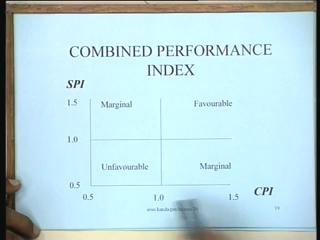 COMBINED PERFORMANCE
INDEX
SPI
1.5 Marginal Favourable
1.0
Unfavourable Marginal
0.5
0.5 1.0 1.5 CPI
19